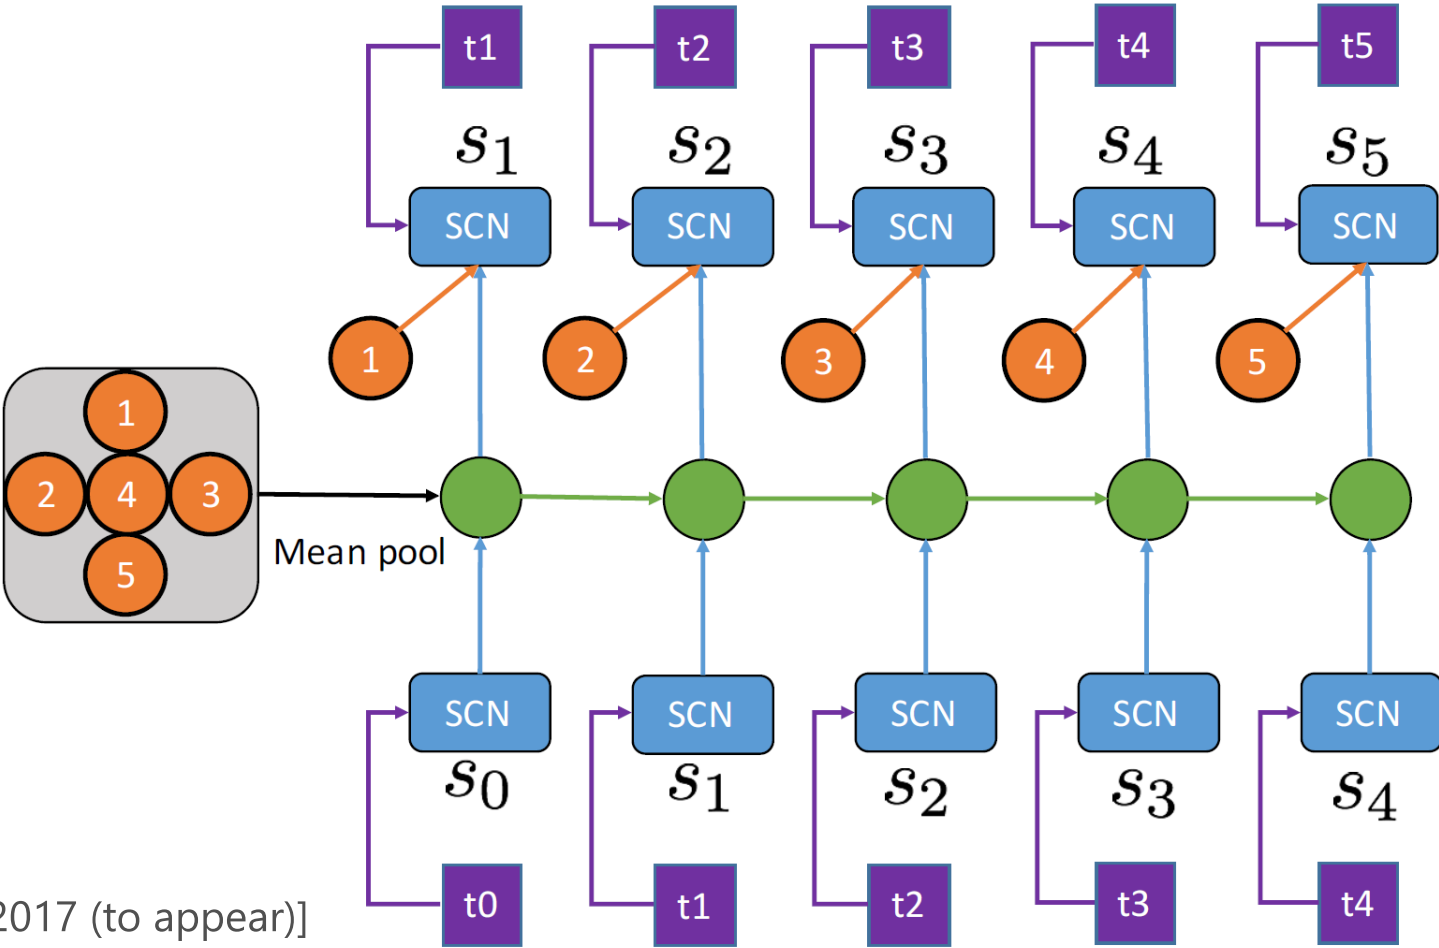 t1 t2 t3 t4 t5
s1 s2 s3 s4 s5
SCN SCN SCN SCN SCN
1 2 3 4 5
1
2 4 3
5
Mean pool
SCN SCN SCN SCN SCN
s0 s1 s2 s3 s4
t0 t1 t2 t3 t4
2017 (to appear)]